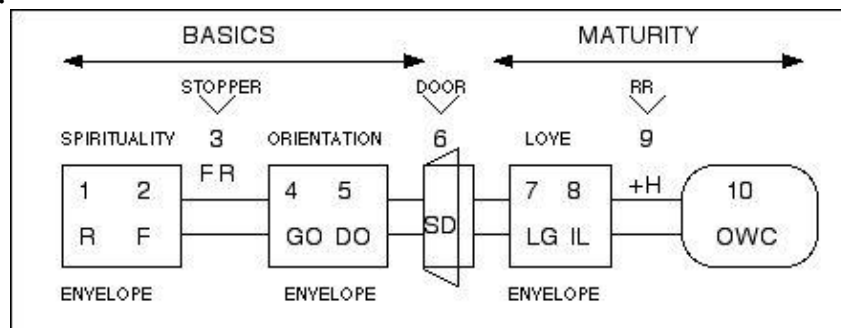 BASICS MATURITY
STOPPER DOOR RR
SPIRITUALITY 3 ORIENTATION 6 LOVE 9
FR +H
1 2 4 5 7 8 10
R F GO DO SD LG IL OWC
ENVELOPE ENVELOPE ENVELOPE